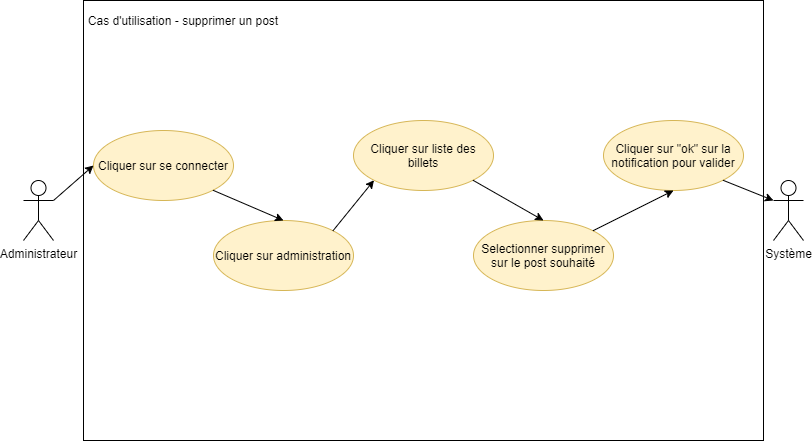 Cas d'utilisation - supprimer un post
Cliquer sur se connecter
Cliquer sur liste des
billets
Cliquer sur "ok" sur la
notification pour valider
Administrateur
Cliquer sur administration
Selectionner supprimer
sur le post souhaité
Système